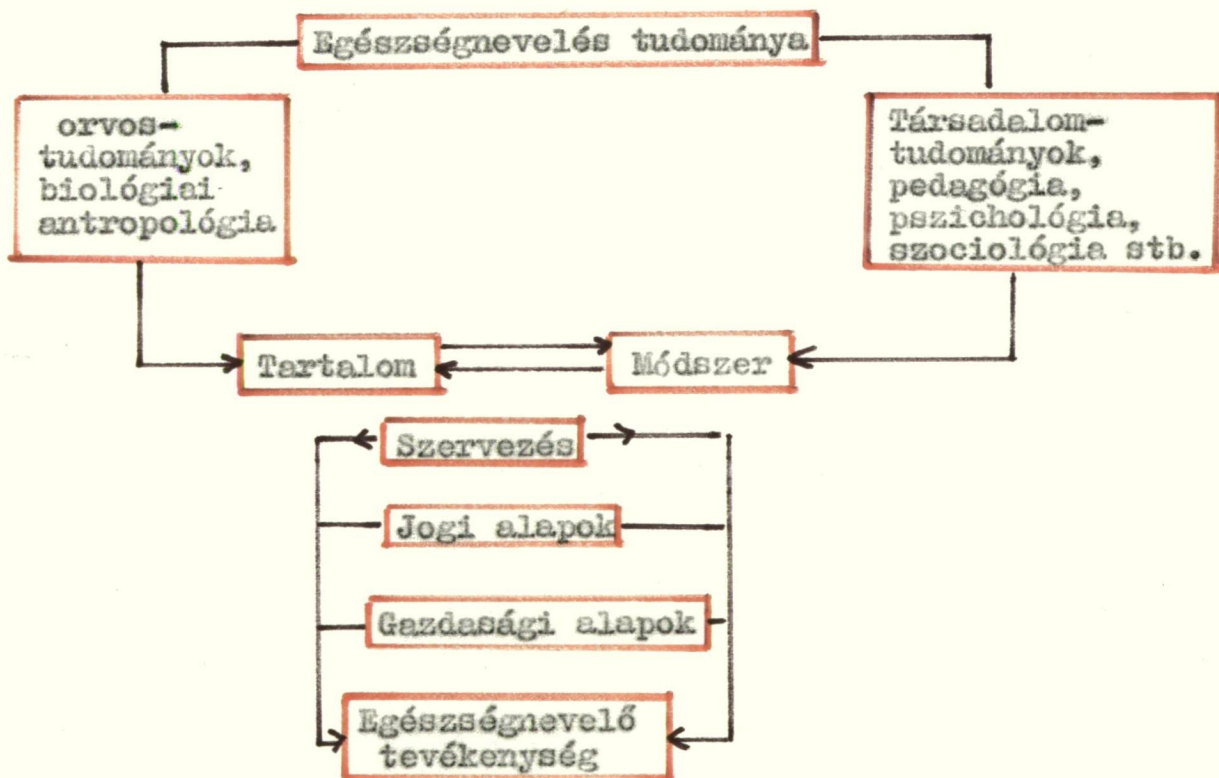 Egészségnevelés tudománya
orvos-
tudományok,
biológiai
antropológia
Társadalom-
tudományok,
pedagógia,
pszichológia,
szociológia stb.
Tartalom
Módszer
Szervezés
Jogi alapok
Gazdasági alapok
Egészségnevelő
tevékenység